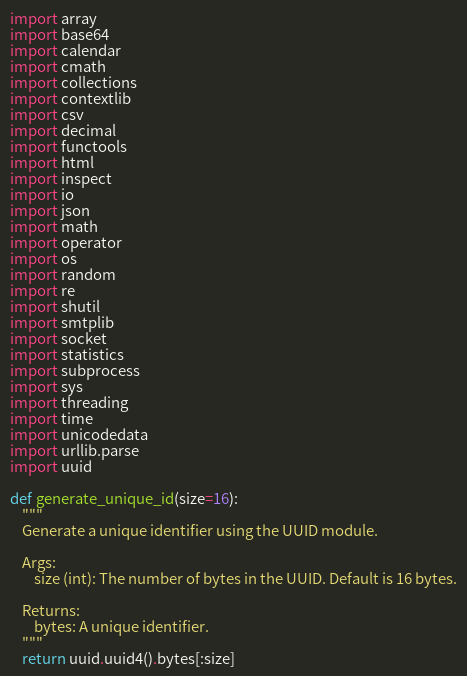 import array
import base64
import calendar
import cmath
import collections
import contextlib
import csv
import decimal
import functools
import html
import inspect
import io
import json
import math
import operator
import os
import random
import re
import shutil
import smtplib
import socket
import statistics
import subprocess
import sys
import threading
import time
import unicodedata
import urllib.parse
import uuid

def generate_unique_id(size=16):
    """
    Generate a unique identifier using the UUID module.

    Args:
        size (int): The number of bytes in the UUID. Default is 16 bytes.

    Returns:
        bytes: A unique identifier.
    """
    return uuid.uuid4().bytes[:size]